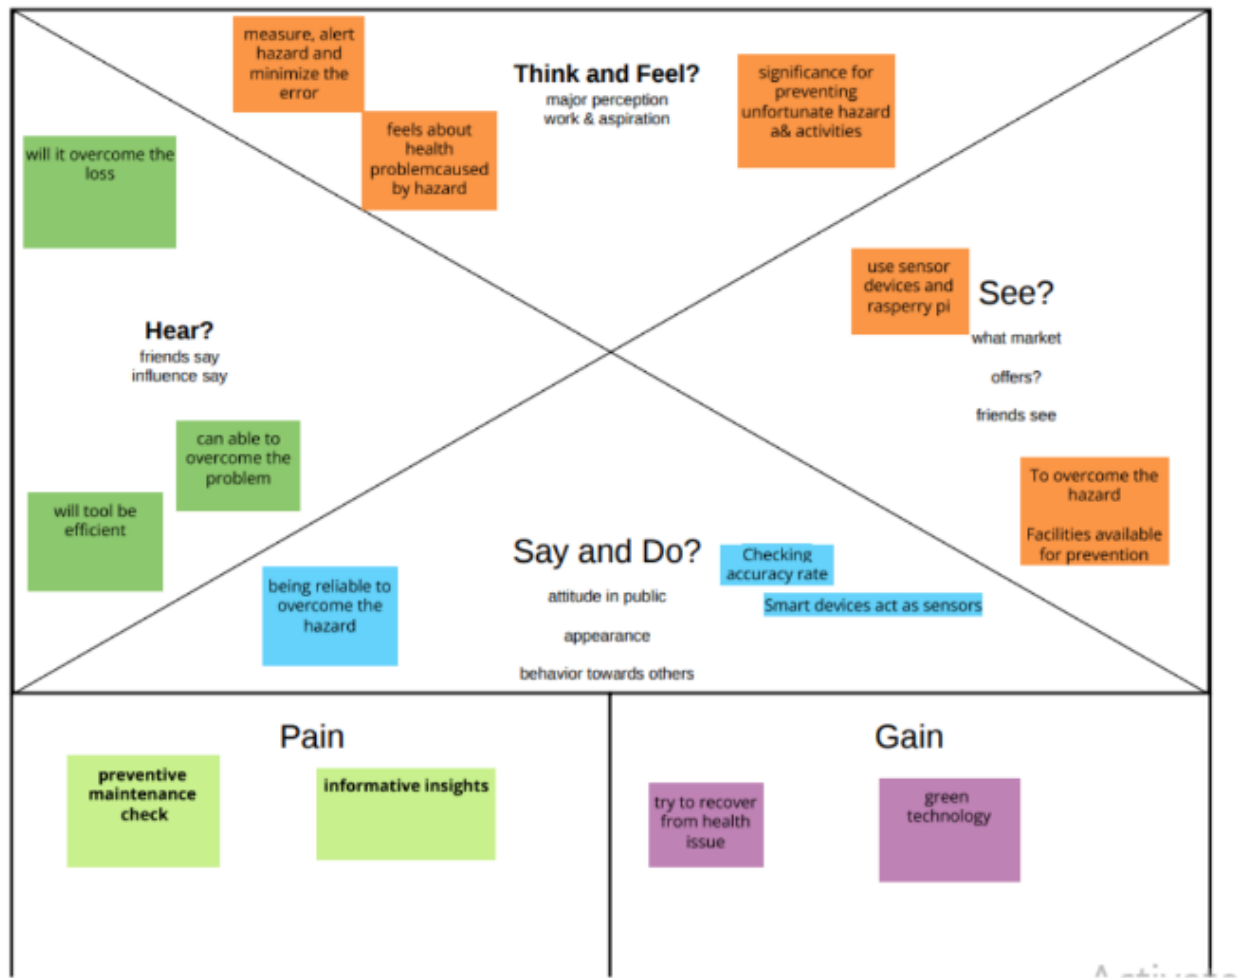 measure, alert
hazard and
minimize the
error
Think and Feel?
major perception
work & aspiration
significance for
preventing
unfortunate hazard
a& activities
feels about
health
problemcaused
by hazard
will it overcome the
loss
use sensor
devices and
rasperry pi
See?
what market
offers?
friends see
Hear?
friends say
influence say
can able to
overcome the
problem
will tool be
efficient
To overcome the
hazard
Facilities available
for prevention
Say and Do?
attitude in public
appearance
behavior towards others
Checking
accuracy rate
Smart devices act as sensors
being reliable to
overcome the
hazard
Pain
preventive
maintenance
check
informative insights
Gain
try to recover
from health
issue
green
technology